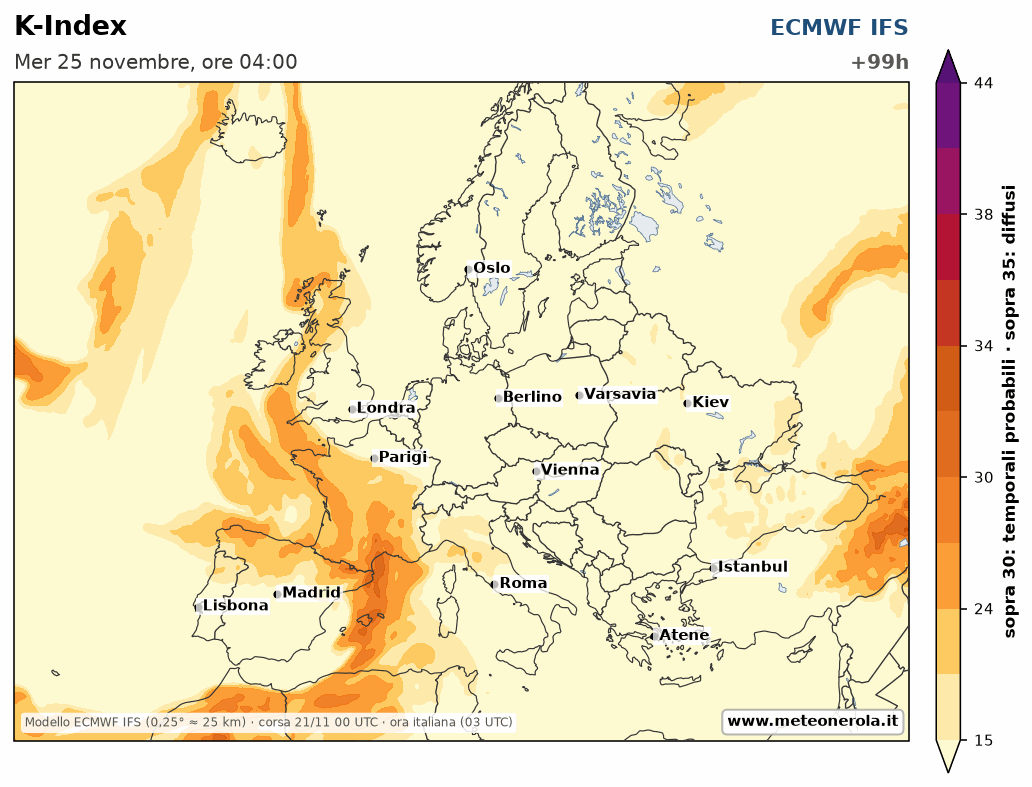 K-Index
ECMWF IFS
Mer 25 novembre, ore 04:00
+99h
44
38
34
30
24
15
sopra 30: temporali probabili · sopra 35: diffusi
Oslo
Berlino
Varsavia
Kiev
Londra
Parigi
Vienna
Istanbul
Roma
Madrid
Lisbona
Atene
Modello ECMWF IFS (0,25° ≈ 25 km) · corsa 21/11 00 UTC · ora italiana (03 UTC)
www.meteonerola.it